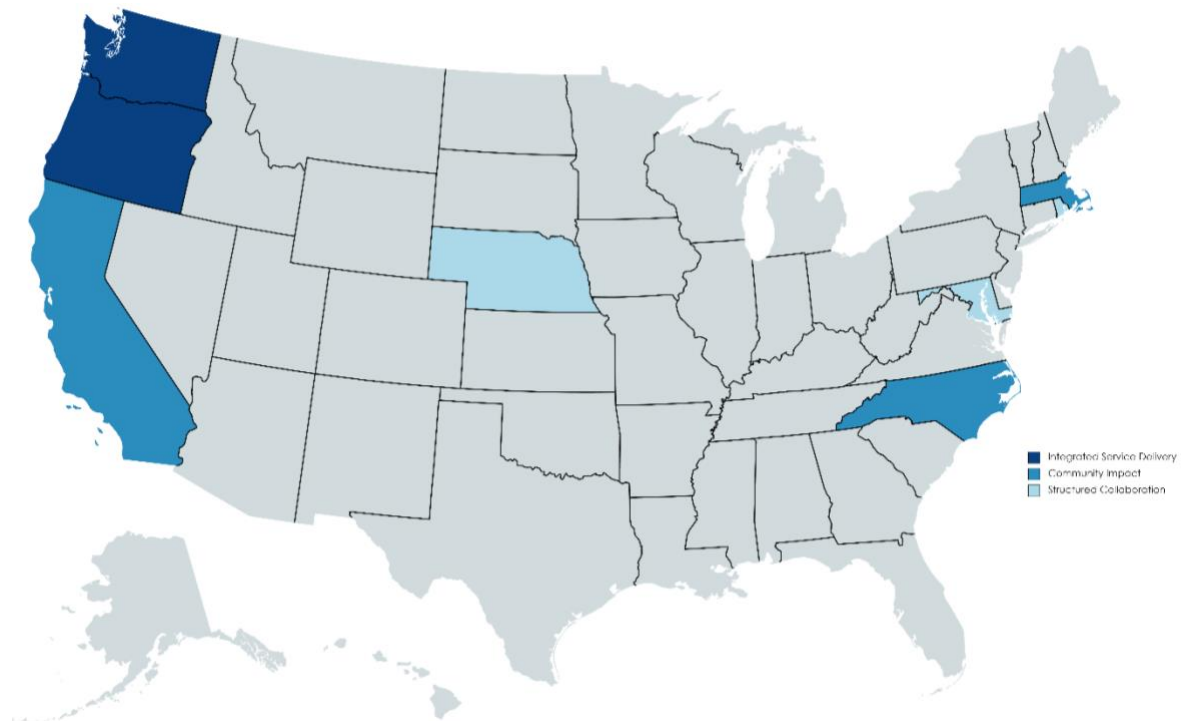 Integrated Service Delivery
Community Impact
Structured Collaboration